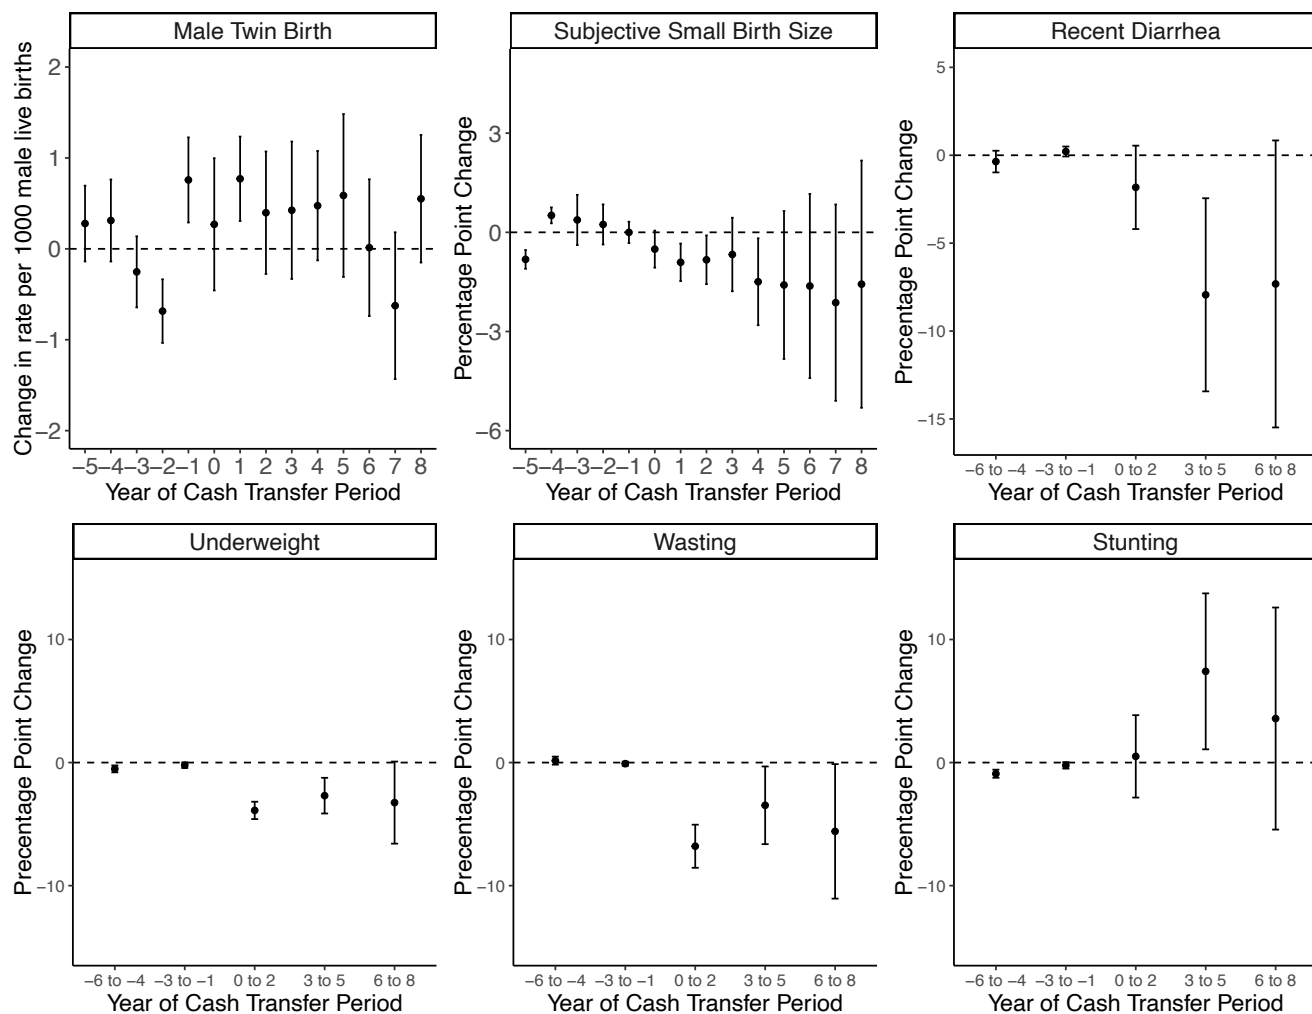 Male Twin Birth
Change in rate per 1000 male live births
2
1
0
−1
−2
−5 −4 −3 −2 −1 0 1 2 3 4 5 6 7 8
Year of Cash Transfer Period
Subjective Small Birth Size
Percentage Point Change
3
0
−3
−6
−5 −4 −3 −2 −1 0 1 2 3 4 5 6 7 8
Year of Cash Transfer Period
Recent Diarrhea
Precentage Point Change
5
0
−5
−10
−15
−6 to −4 −3 to −1 0 to 2 3 to 5 6 to 8
Year of Cash Transfer Period
Underweight
Precentage Point Change
10
0
−10
−6 to −4 −3 to −1 0 to 2 3 to 5 6 to 8
Year of Cash Transfer Period
Wasting
Precentage Point Change
10
0
−10
−6 to −4 −3 to −1 0 to 2 3 to 5 6 to 8
Year of Cash Transfer Period
Stunting
Precentage Point Change
10
0
−10
−6 to −4 −3 to −1 0 to 2 3 to 5 6 to 8
Year of Cash Transfer Period